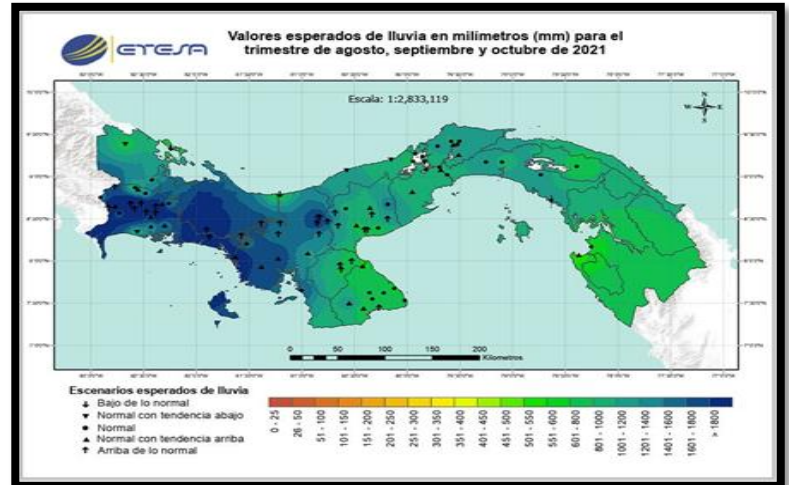 ETESA
Valores esperados de lluvia en milímetros (mm) para el
trimestre de agosto, septiembre y octubre de 2021
Escala: 1:2,833,119
N
W E
S
0 50 100 150 200
Kilometros
Escenarios esperados de lluvia
Bajo de lo normal
Normal con tendencia abajo
Normal
Normal con tendencia arriba
Arriba de lo normal
0 - 25
26 - 50
51 - 100
101 - 150
151 - 200
201 - 250
251 - 300
301 - 350
351 - 400
401 - 450
451 - 500
501 - 550
551 - 600
601 - 800
801 - 1000
1001 - 1200
1201 - 1400
1401 - 1600
1601 - 1800
> 1800